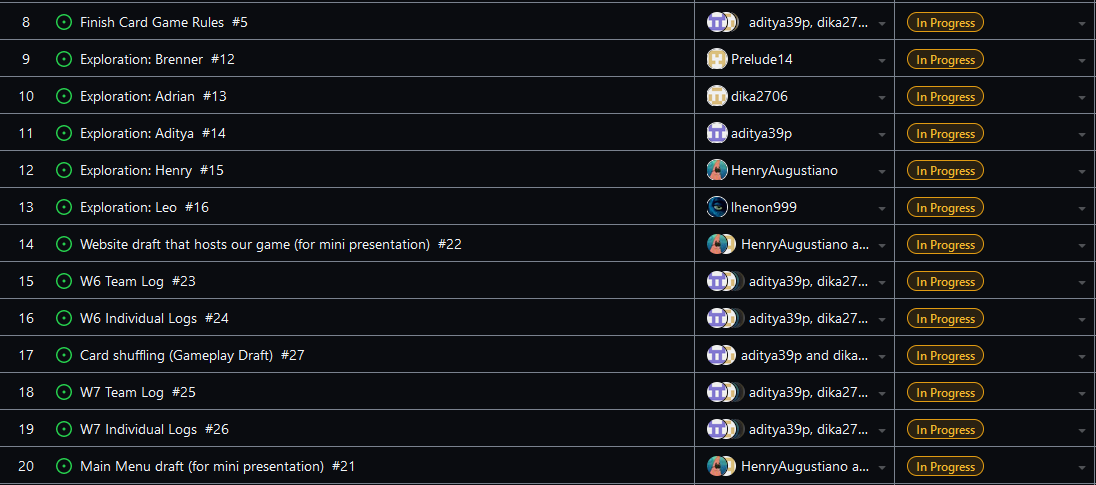 8 Finish Card Game Rules #5 aditya39p, dika27... In Progress
9 Exploration: Brenner #12 Prelude14 In Progress
10 Exploration: Adrian #13 dika2706 In Progress
11 Exploration: Aditya #14 aditya39p In Progress
12 Exploration: Henry #15 HenryAugustiano In Progress
13 Exploration: Leo #16 lhenon999 In Progress
14 Website draft that hosts our game (for mini presentation) #22 HenryAugustiano a... In Progress
15 W6 Team Log #23 aditya39p, dika27... In Progress
16 W6 Individual Logs #24 aditya39p, dika27... In Progress
17 Card shuffling (Gameplay Draft) #27 aditya39p and dika... In Progress
18 W7 Team Log #25 aditya39p, dika27... In Progress
19 W7 Individual Logs #26 aditya39p, dika27... In Progress
20 Main Menu draft (for mini presentation) #21 HenryAugustiano a... In Progress